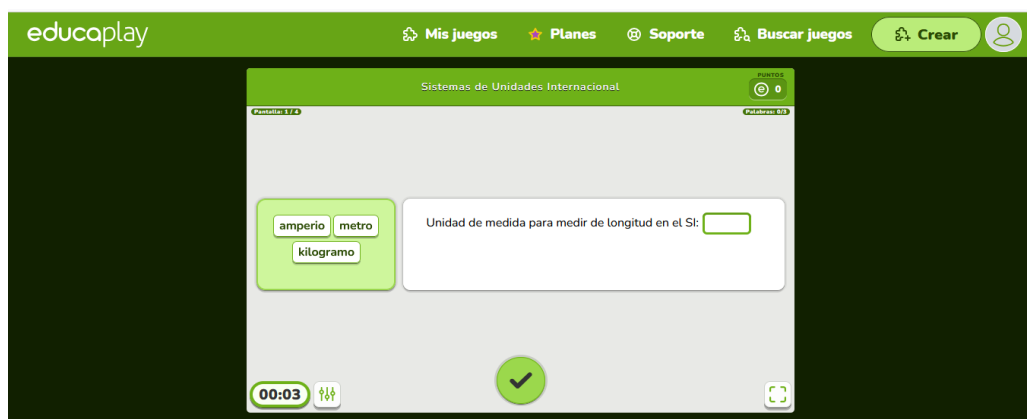 educaplay
Mis juegos
Planes
Soporte
Buscar juegos
Crear
Sistemas de Unidades Internacional
PUNTOS
e 0
Pantalla: 1 / 4
Palabras: 0/3
amperio metro
kilogramo
Unidad de medida para medir de longitud en el SI:
00:03